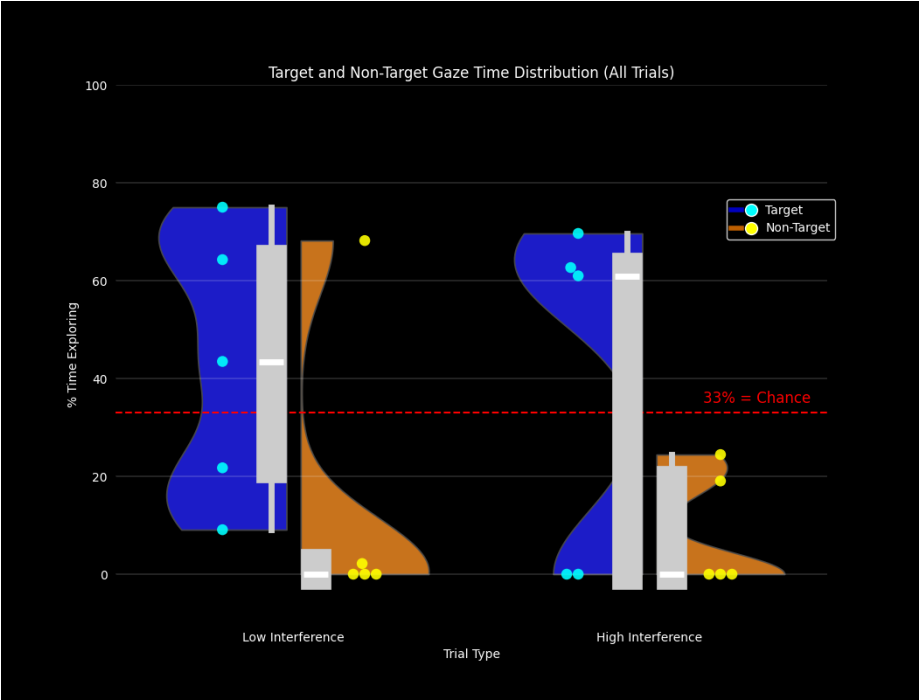 Target and Non-Target Gaze Time Distribution (All Trials)
100
80
60
40
20
0
% Time Exploring
Target
Non-Target
33% = Chance
Low Interference
High Interference
Trial Type